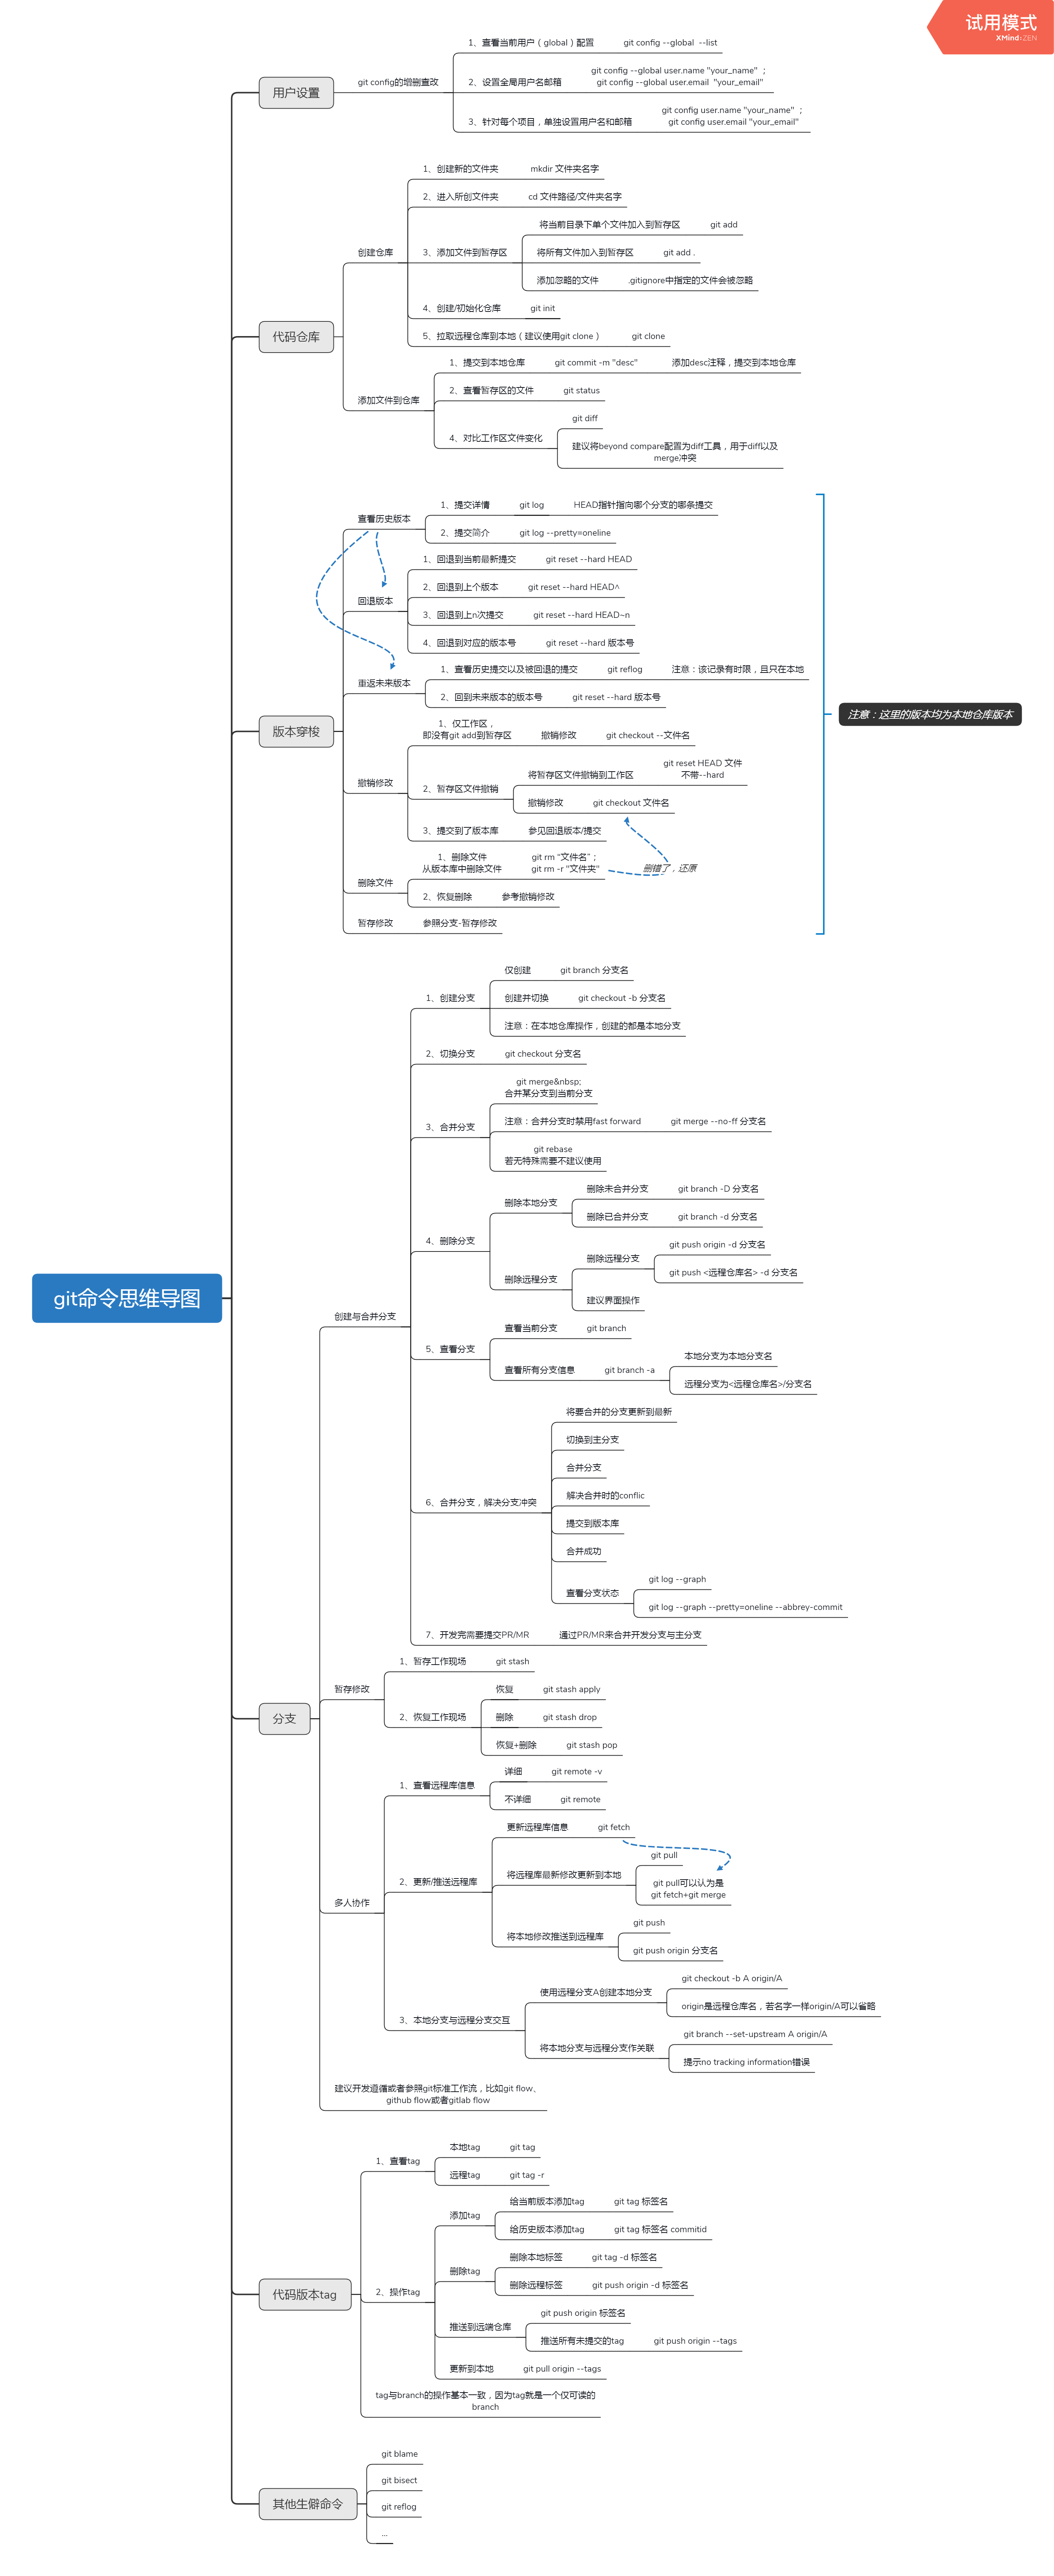 试用模式
XMind:ZEN
git命令思维导图
用户设置
git config的增删查改
1、查看当前用户（global）配置
git config --global  --list
2、设置全局用户名邮箱
git config --global user.name "your_name" ；
git config --global user.email  "your_email"
3、针对每个项目，单独设置用户名和邮箱
git config user.name "your_name" ；
git config user.email "your_email"
代码仓库
创建仓库
1、创建新的文件夹
mkdir 文件夹名字
2、进入所创文件夹
cd 文件路径/文件夹名字
3、添加文件到暂存区
将当前目录下单个文件加入到暂存区
git add
将所有文件加入到暂存区
git add .
添加忽略的文件
.gitignore中指定的文件会被忽略
4、创建/初始化仓库
git init
5、拉取远程仓库到本地（建议使用git clone）
git clone
添加文件到仓库
1、提交到本地仓库
git commit -m "desc"
添加desc注释，提交到本地仓库
2、查看暂存区的文件
git status
4、对比工作区文件变化
git diff
建议将beyond compare配置为diff工具，用于diff以及
merge冲突
版本穿梭
查看历史版本
1、提交详情
git log
HEAD指针指向哪个分支的哪条提交
2、提交简介
git log --pretty=oneline
回退版本
1、回退到当前最新提交
git reset --hard HEAD
2、回退到上个版本
git reset --hard HEAD^
3、回退到上n次提交
git reset --hard HEAD~n
4、回退到对应的版本号
git reset --hard 版本号
重返未来版本
1、查看历史提交以及被回退的提交
git reflog
注意：该记录有时限，且只在本地
2、回到未来版本的版本号
git reset --hard 版本号
注意：这里的版本均为本地仓库版本
撤销修改
1、仅工作区，
即没有git add到暂存区
撤销修改
git checkout --文件名
2、暂存区文件撤销
将暂存区文件撤销到工作区
git reset HEAD 文件
不带--hard
撤销修改
git checkout 文件名
3、提交到了版本库
参见回退版本/提交
删除文件
1、删除文件
从版本库中删除文件
git rm “文件名”；
git rm -r "文件夹"
删错了，还原
2、恢复删除
参考撤销修改
暂存修改
参照分支-暂存修改
分支
创建与合并分支
1、创建分支
仅创建
git branch 分支名
创建并切换
git checkout -b 分支名
注意：在本地仓库操作，创建的都是本地分支
2、切换分支
git checkout 分支名
3、合并分支
git merge&nbsp;
合并某分支到当前分支
注意：合并分支时禁用fast forward
git merge --no-ff 分支名
git rebase
若无特殊需要不建议使用
4、删除分支
删除本地分支
删除未合并分支
git branch -D 分支名
删除已合并分支
git branch -d 分支名
删除远程分支
删除远程分支
git push origin -d 分支名
git push <远程仓库名> -d 分支名
建议界面操作
5、查看分支
查看当前分支
git branch
查看所有分支信息
git branch -a
本地分支为本地分支名
远程分支为<远程仓库名>/分支名
6、合并分支，解决分支冲突
将要合并的分支更新到最新
切换到主分支
合并分支
解决合并时的conflic
提交到版本库
合并成功
查看分支状态
git log --graph
git log --graph --pretty=oneline --abbrey-commit
7、开发完需要提交PR/MR
通过PR/MR来合并开发分支与主分支
暂存修改
1、暂存工作现场
git stash
2、恢复工作现场
恢复
git stash apply
删除
git stash drop
恢复+删除
git stash pop
多人协作
1、查看远程库信息
详细
git remote -v
不详细
git remote
2、更新/推送远程库
更新远程库信息
git fetch
将远程库最新修改更新到本地
git pull
git pull可以认为是
git fetch+git merge
将本地修改推送到远程库
git push
git push origin 分支名
3、本地分支与远程分支交互
使用远程分支A创建本地分支
git checkout -b A origin/A
origin是远程仓库名，若名字一样origin/A可以省略
将本地分支与远程分支作关联
git branch --set-upstream A origin/A
提示no tracking information错误
建议开发遵循或者参照git标准工作流，比如git flow、
github flow或者gitlab flow
代码版本tag
1、查看tag
本地tag
git tag
远程tag
git tag -r
2、操作tag
添加tag
给当前版本添加tag
git tag 标签名
给历史版本添加tag
git tag 标签名 commitid
删除tag
删除本地标签
git tag -d 标签名
删除远程标签
git push origin -d 标签名
推送到远端仓库
git push origin 标签名
推送所有未提交的tag
git push origin --tags
更新到本地
git pull origin --tags
tag与branch的操作基本一致，因为tag就是一个仅可读的
branch
其他生僻命令
git blame
git bisect
git reflog
...